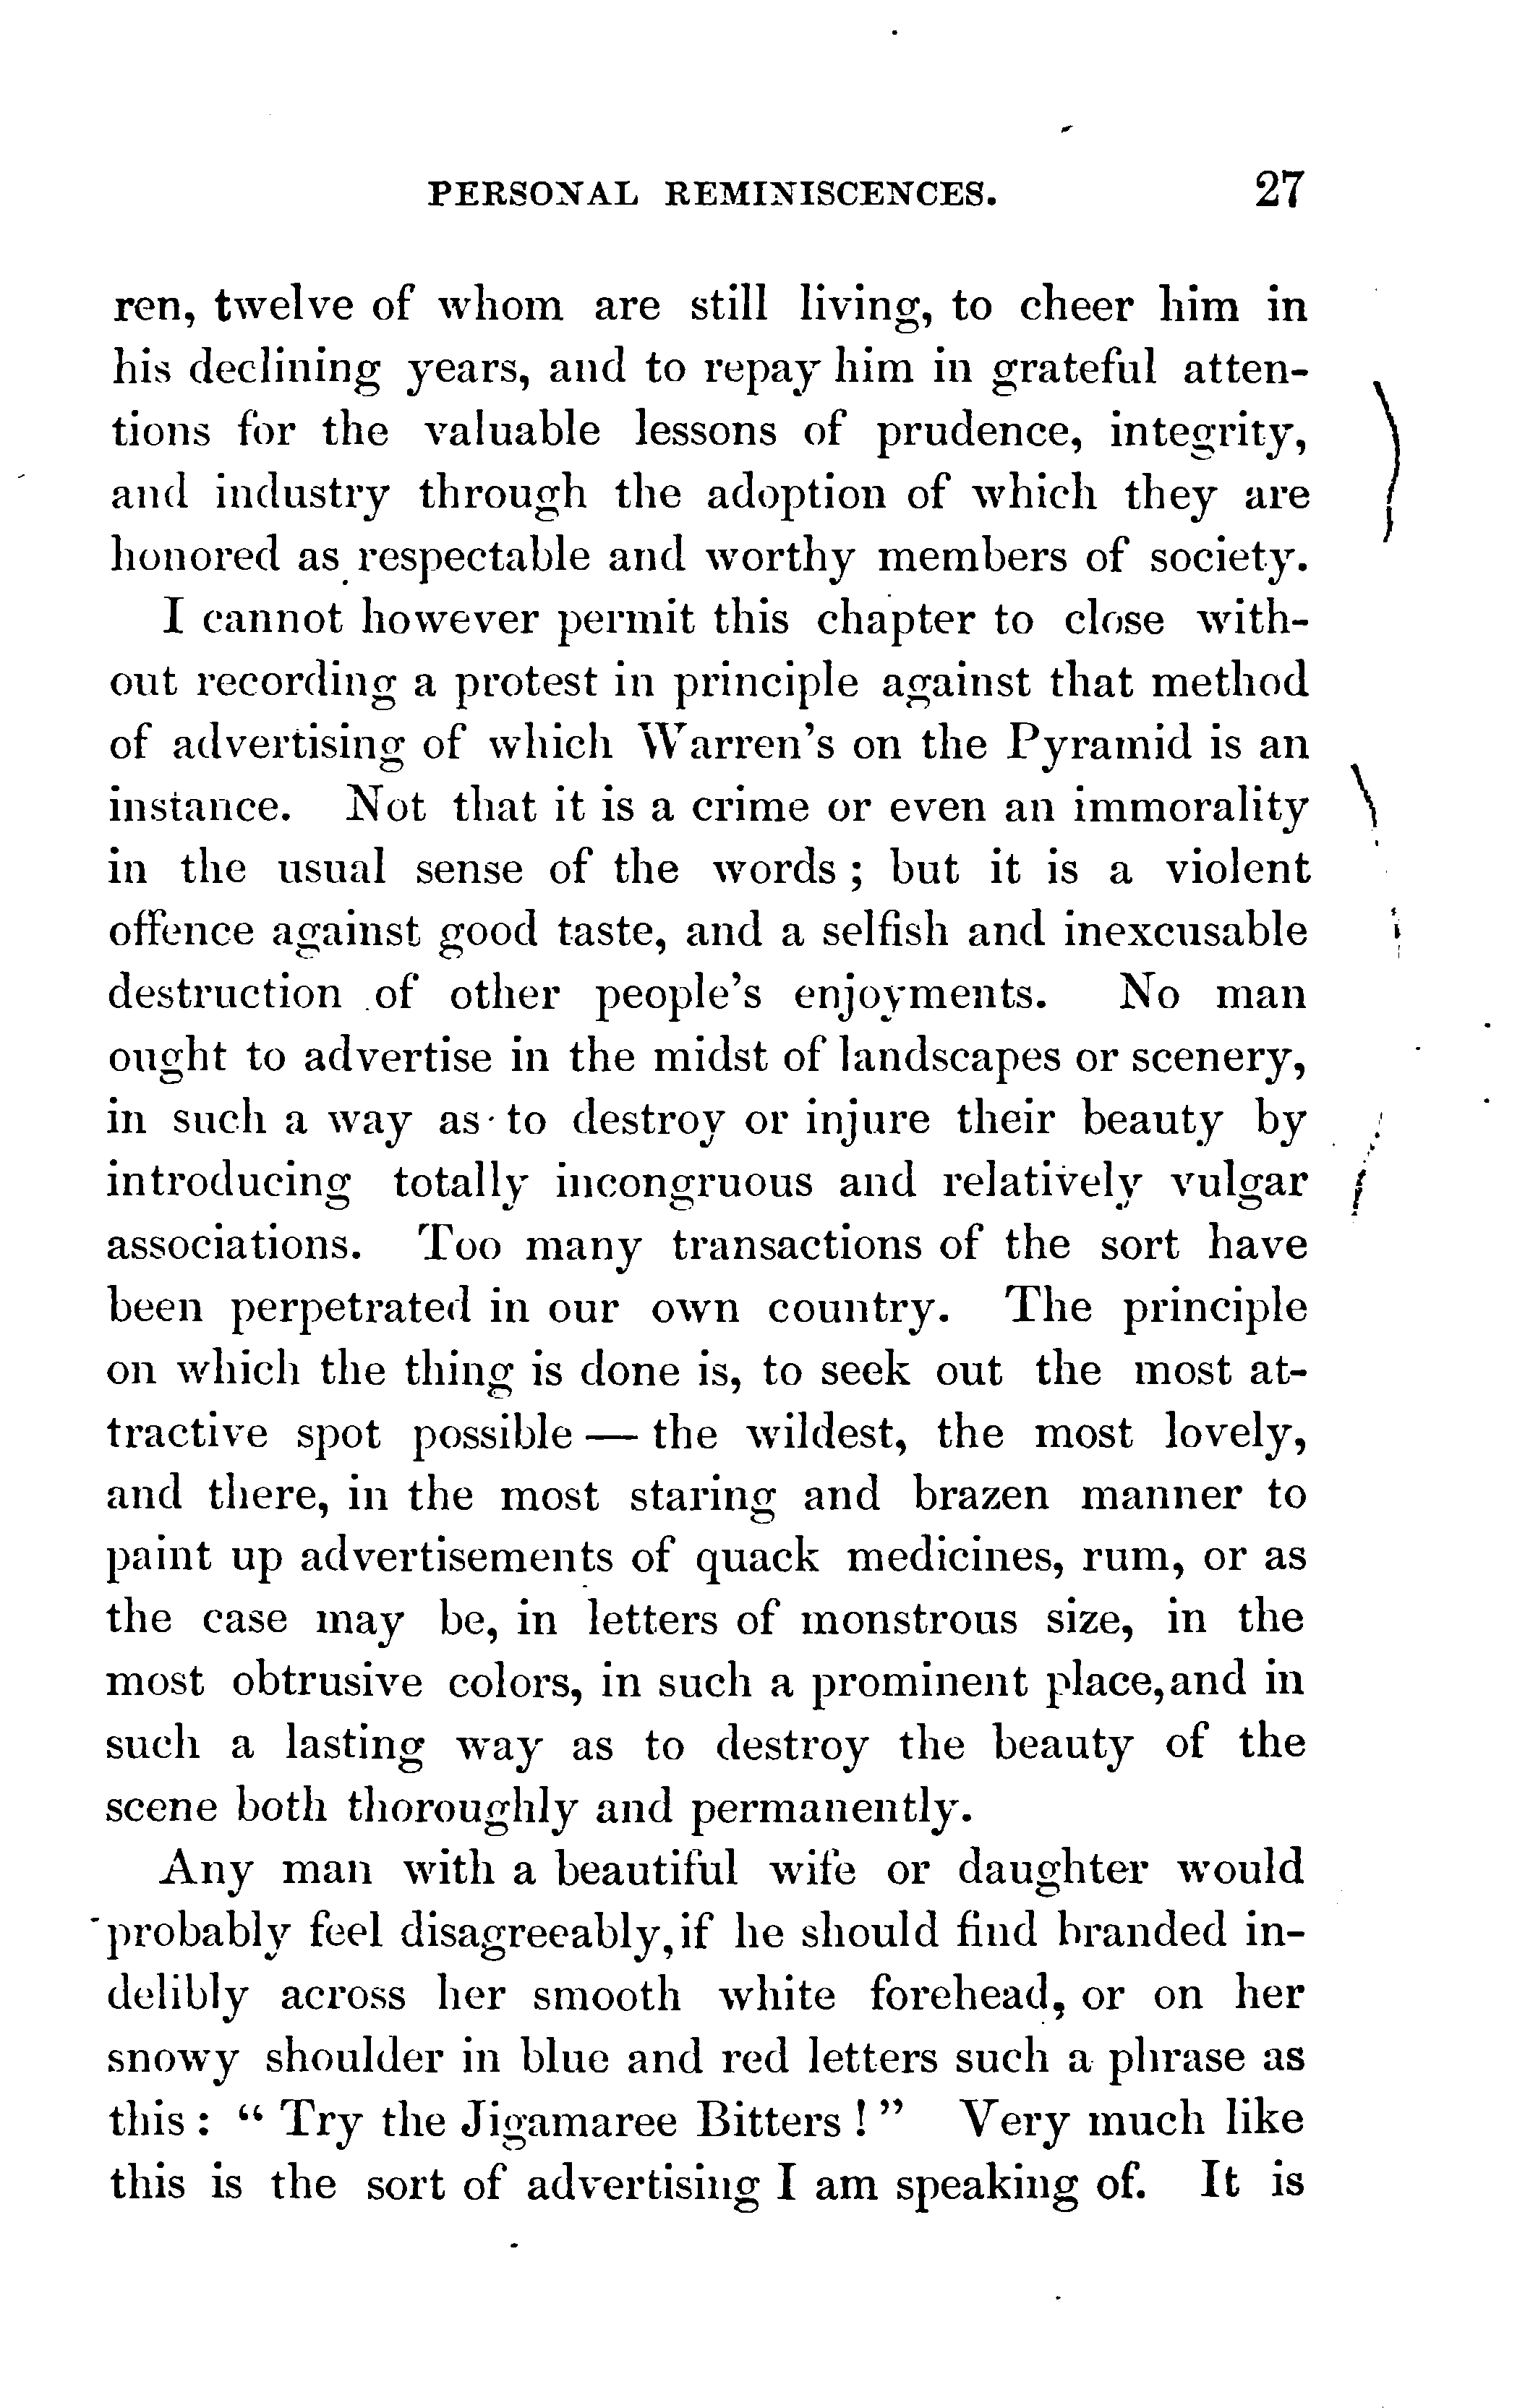 PERSONAL REMINISCENCES. 27
ren, twelve of whom are still living, to cheer him in
his declining years, and to repay him in grateful atten-
tions for the valuable lessons of prudence, integrity,
and industry through the adoption of which they are
honored as respectable and worthy members of society.
I cannot however permit this chapter to close with-
out recording a protest in principle against that method
of advertising of which Warren's on the Pyramid is an
instance. Not that it is a crime or even an immorality
in the usual sense of the words ; but it is a violent
offence against good taste, and a selfish and inexcusable
destruction of other people's enjoyments. No man
ought to advertise in the midst of landscapes or scenery,
in such a way as to destroy or injure their beauty by
introducing totally incongruous and relatively vulgar
associations. Too many transactions of the sort have
been perpetrated in our own country. The principle
on which the thing is done is, to seek out the most at-
tractive spot possible — the wildest, the most lovely,
and there, in the most staring and brazen manner to
paint up advertisements of quack medicines, rum, or as
the case may be, in letters of monstrous size, in the
most obtrusive colors, in such a prominent place,and in
such a lasting way as to destroy the beauty of the
scene both thoroughly and permanently.
Any man with a beautiful wife or daughter would
probably feel disagreeably,if he should find branded in-
delibly across her smooth white forehead, or on her
snowy shoulder in blue and red letters such a phrase as
this : “ Try the Jigamaree Bitters ! ” Very much like
this is the sort of advertising I am speaking of. It is